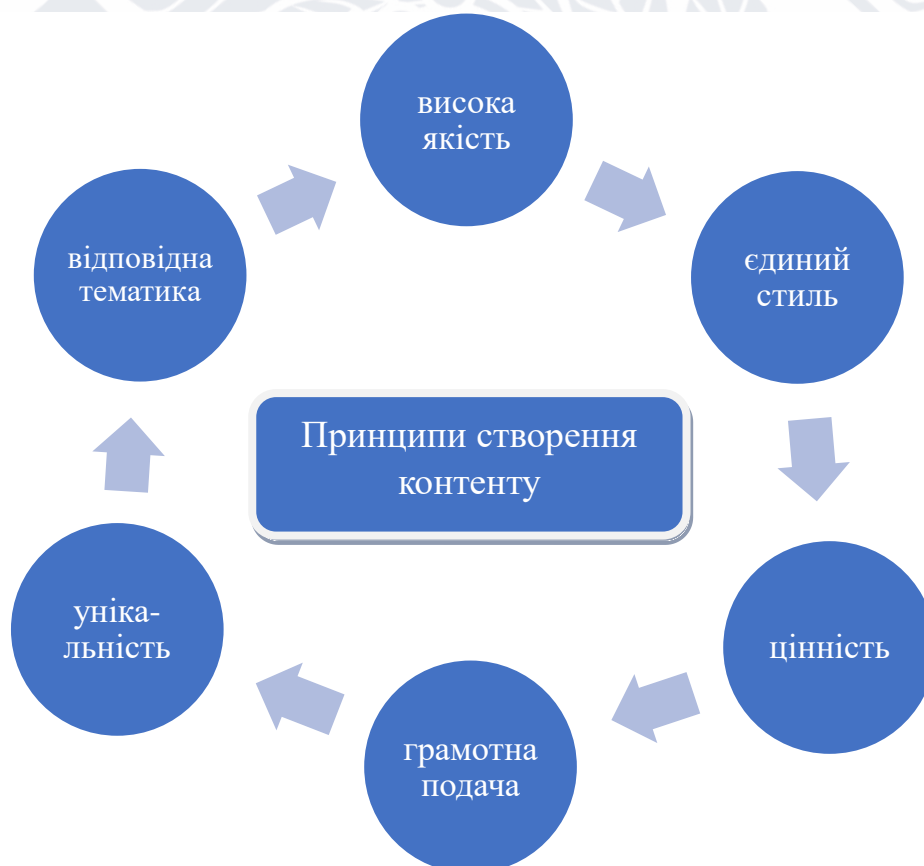 висока
якість
єдиний
стиль
цінність
грамотна
подача
уніка-
льність
відповідна
тематика
Принципи створення
контенту